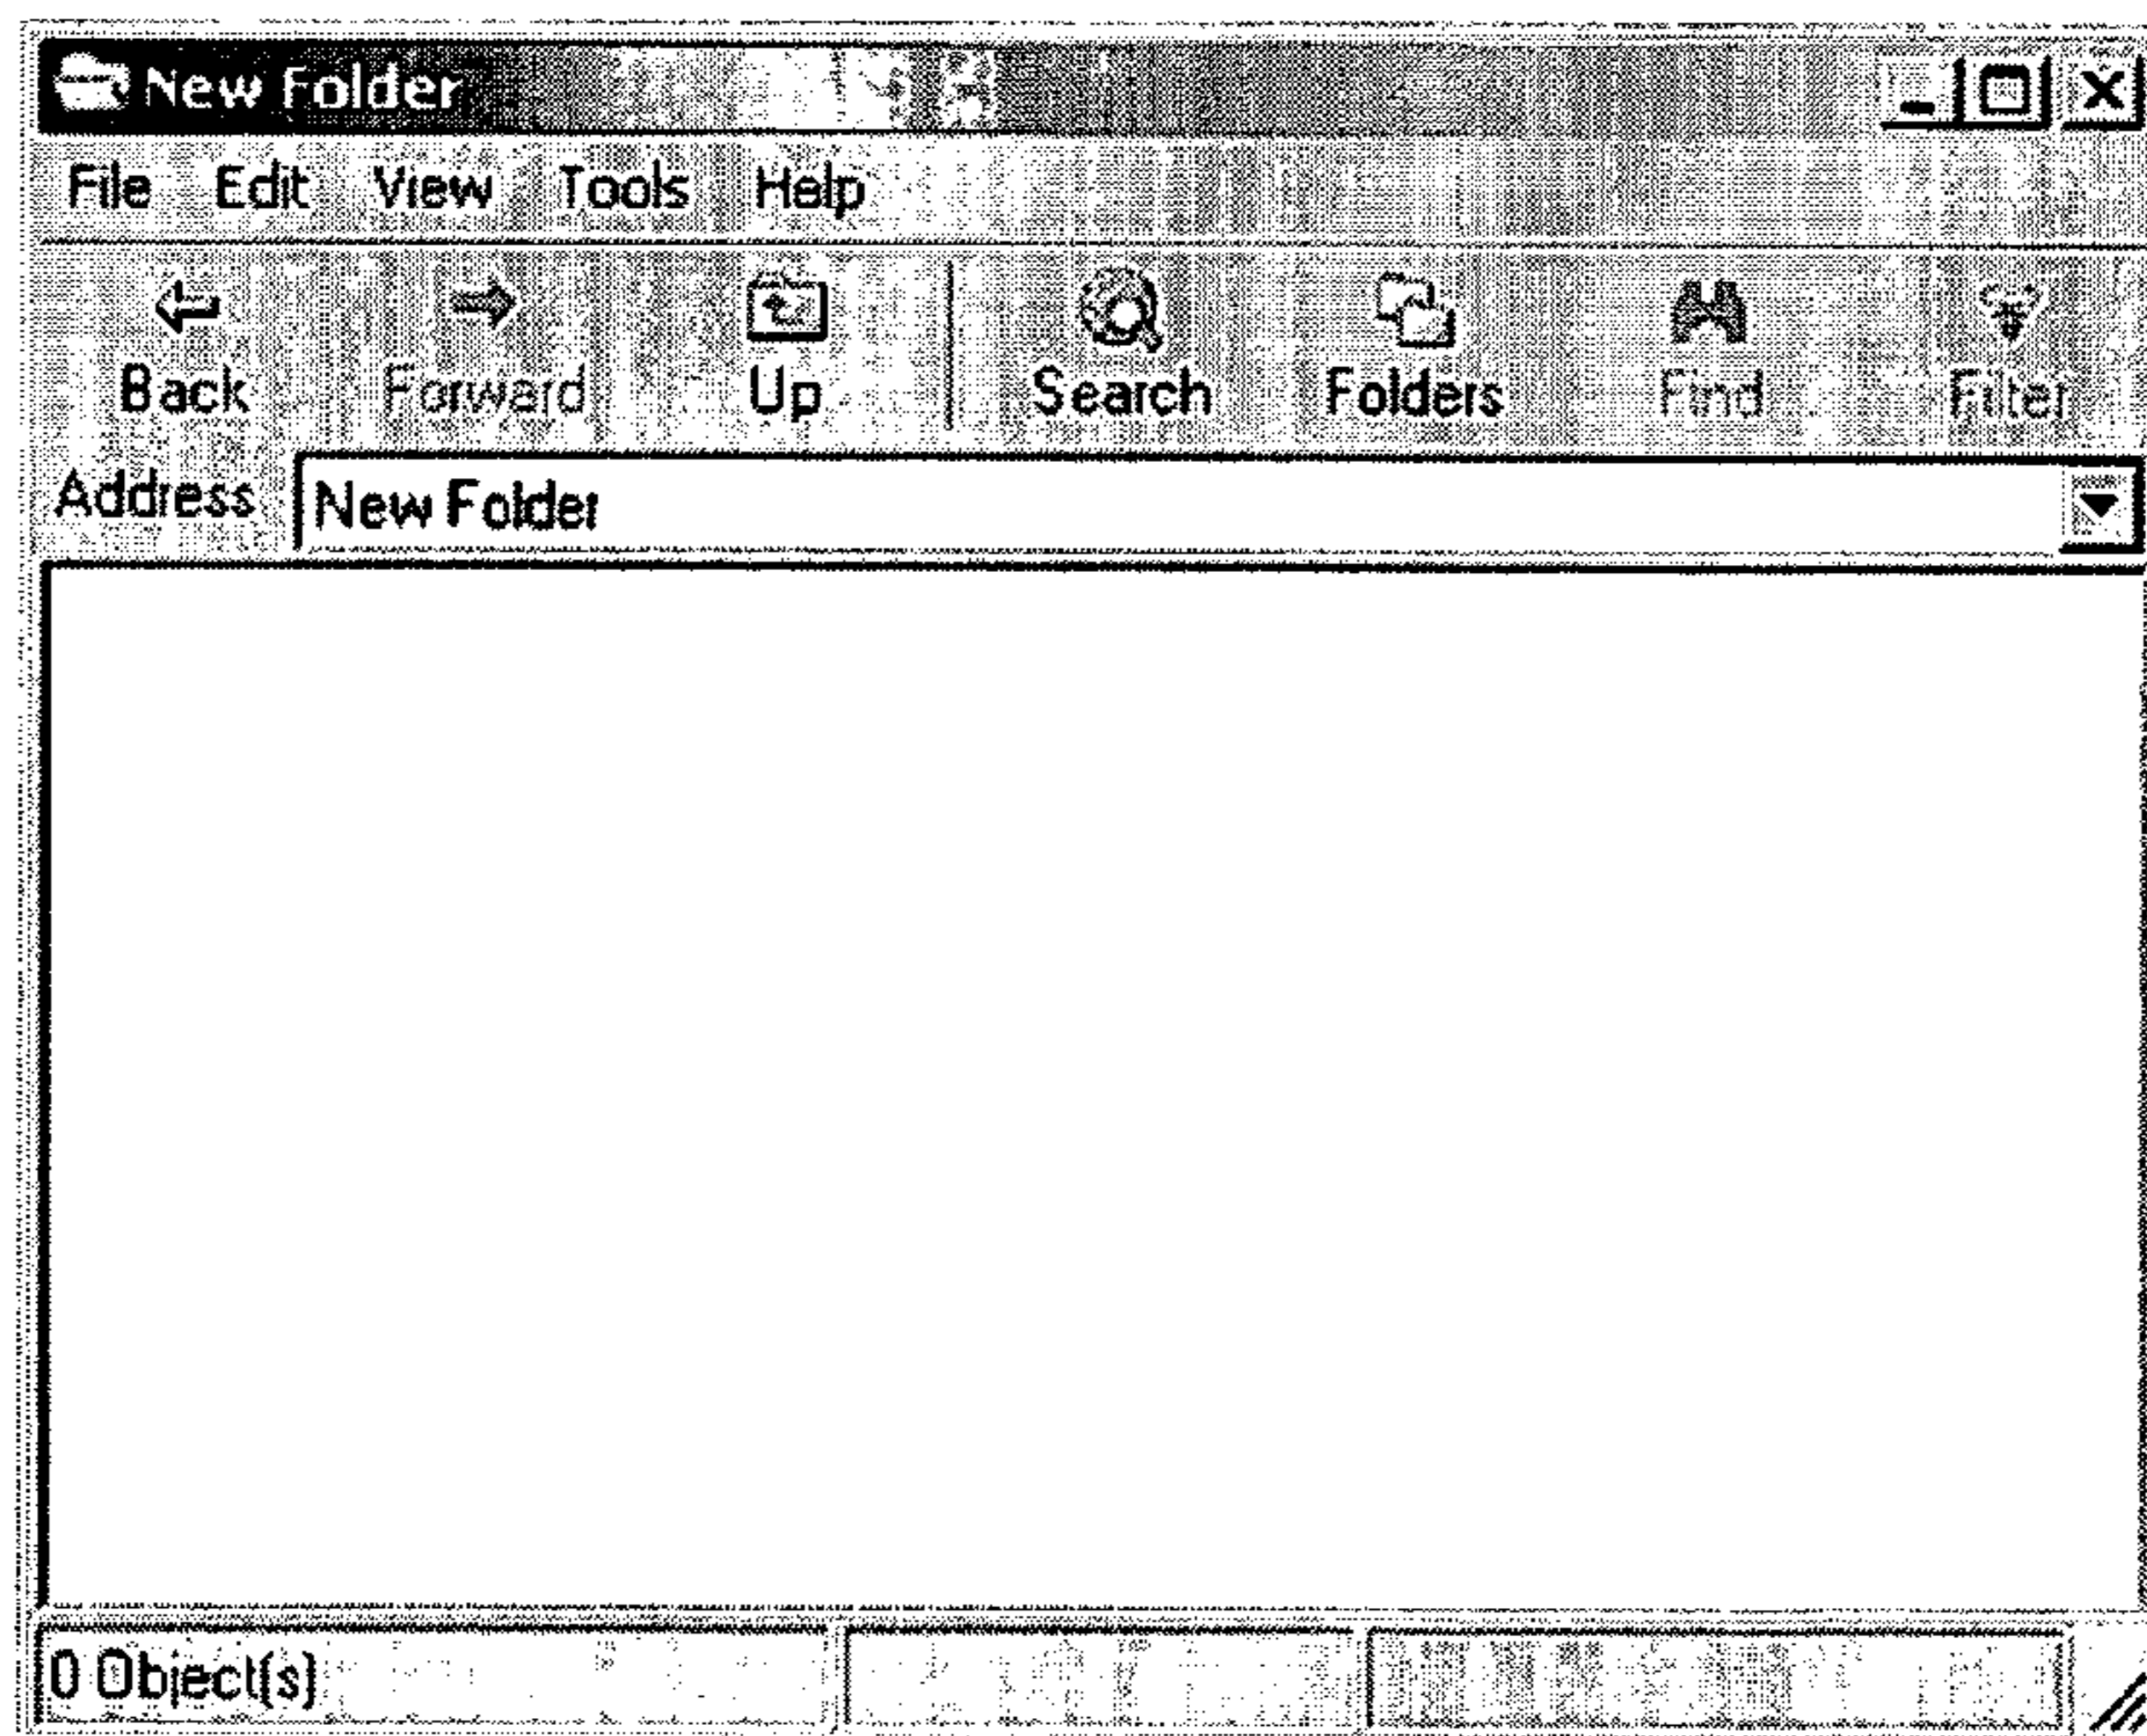 New Folder
File Edit View Tools Help
Back Forward Up Search Folders Find Filter
Address New Folder
0 Object(s)